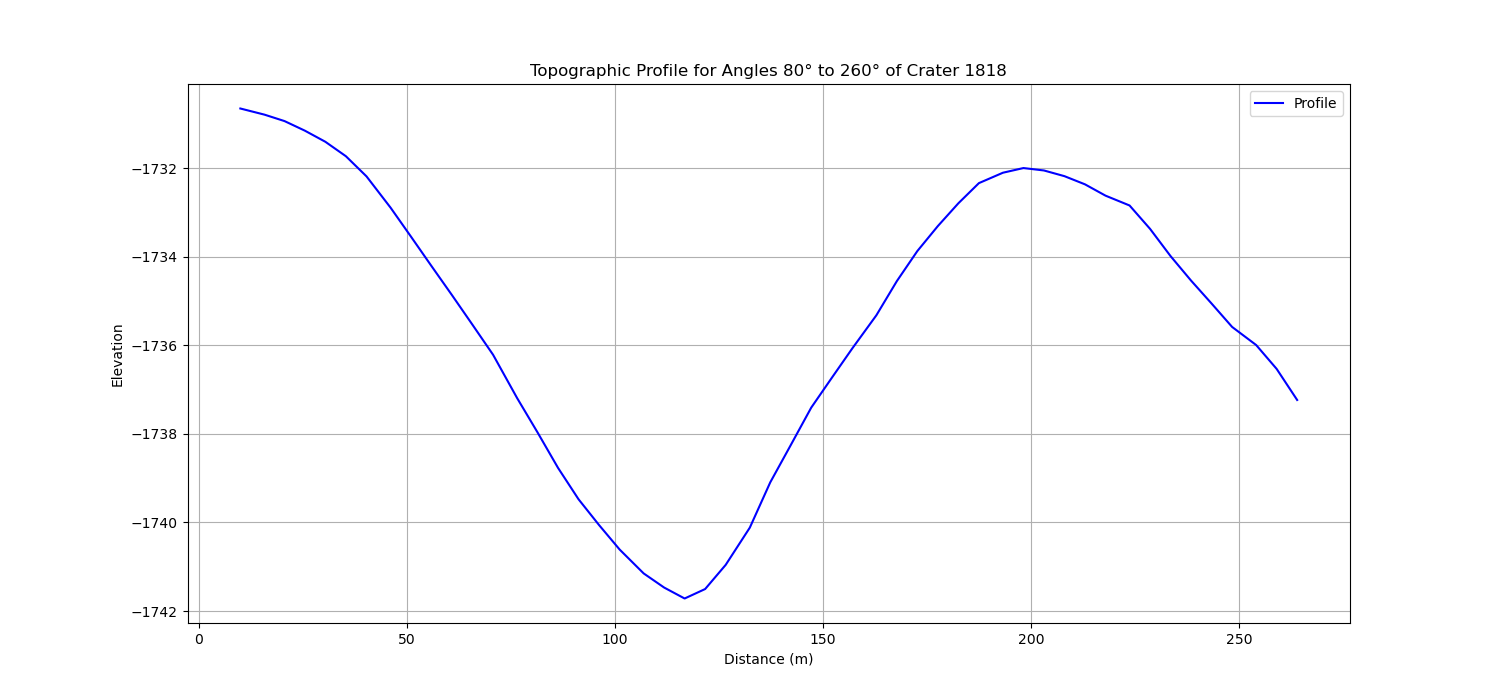 Topographic Profile for Angles 80° to 260° of Crater 1818
Profile
−1732
−1734
−1736
−1738
−1740
−1742
Elevation
0 50 100 150 200 250
Distance (m)